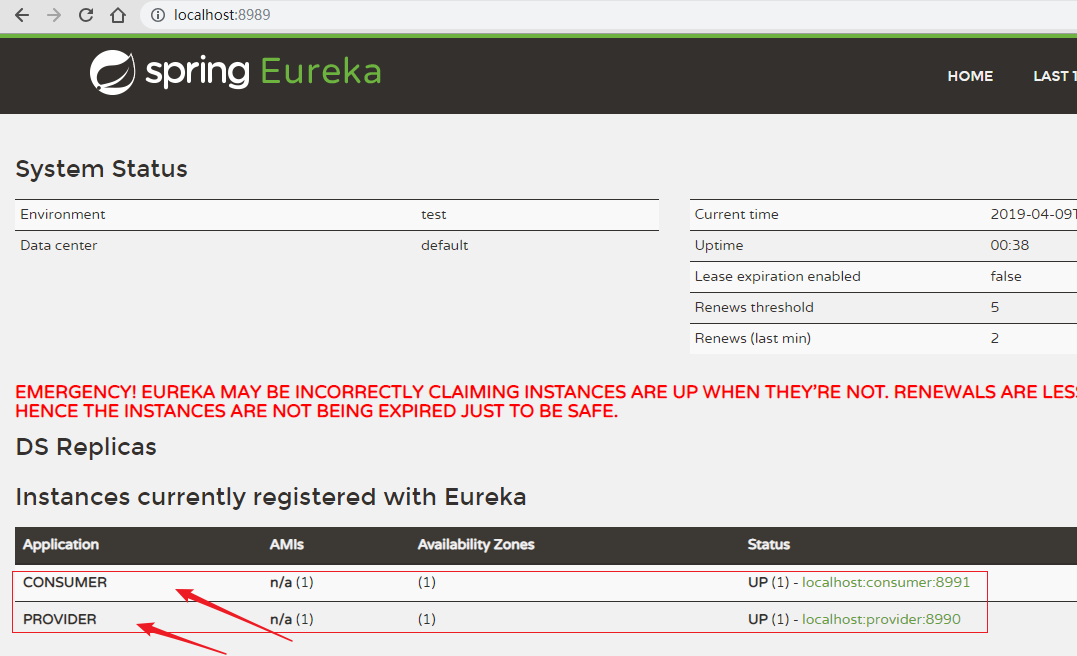 localhost:8989
spring Eureka
HOME LAST 1
System Status
Environment test
Data center default
Current time 2019-04-09T
Uptime 00:38
Lease expiration enabled false
Renews threshold 5
Renews (last min) 2
EMERGENCY! EUREKA MAY BE INCORRECTLY CLAIMING INSTANCES ARE UP WHEN THEY'RE NOT. RENEWALS ARE LES
HENCE THE INSTANCES ARE NOT BEING EXPIRED JUST TO BE SAFE.
DS Replicas
Instances currently registered with Eureka
Application AMIs Availability Zones Status
CONSUMER n/a (1) (1) UP (1) - localhost:consumer:8991
PROVIDER n/a (1) (1) UP (1) - localhost:provider:8990